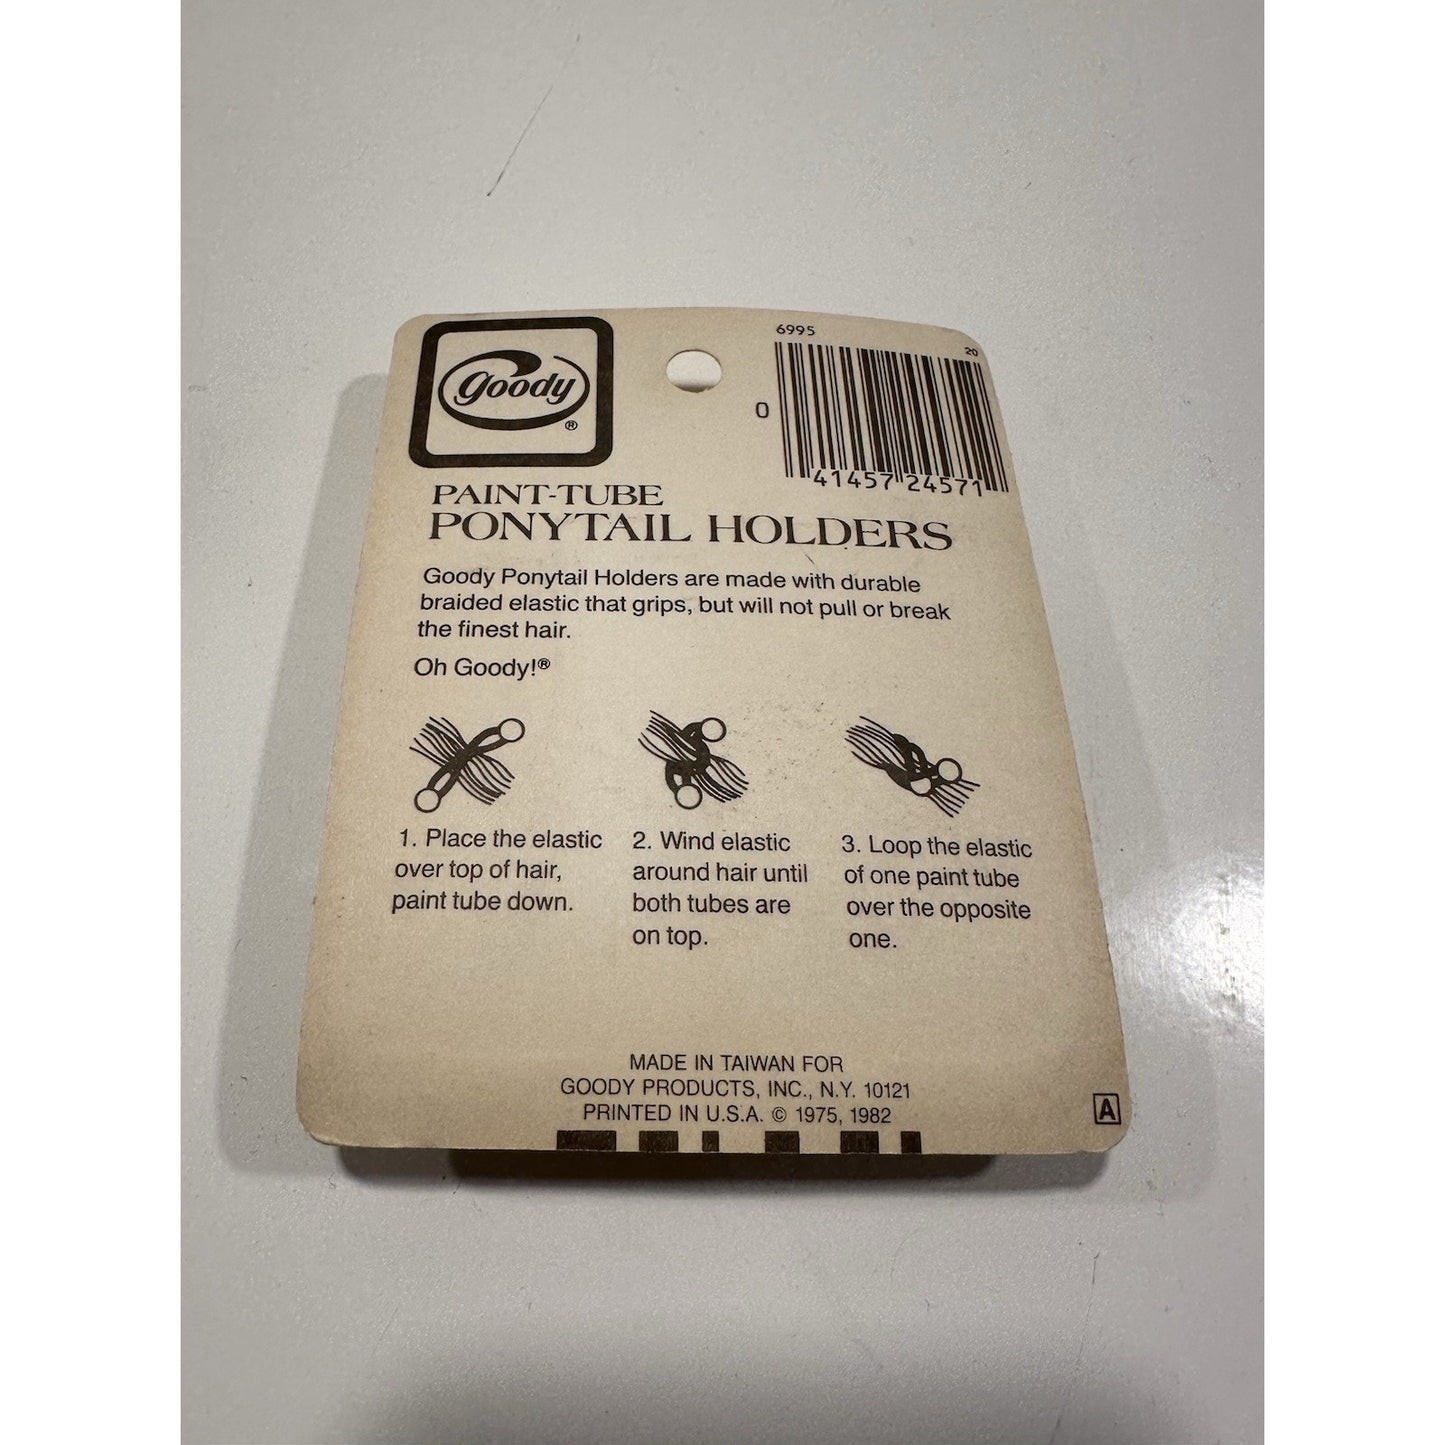 goody®
6995
20
0
41457 24571
PAINT-TUBE
PONYTAIL HOLDERS
Goody Ponytail Holders are made with durable
braided elastic that grips, but will not pull or break
the finest hair.
Oh Goody!®
1. Place the elastic
over top of hair,
paint tube down.
2. Wind elastic
around hair until
both tubes are
on top.
3. Loop the elastic
of one paint tube
over the opposite
one.
MADE IN TAIWAN FOR
GOODY PRODUCTS, INC., N.Y. 10121
PRINTED IN U.S.A. © 1975, 1982
A